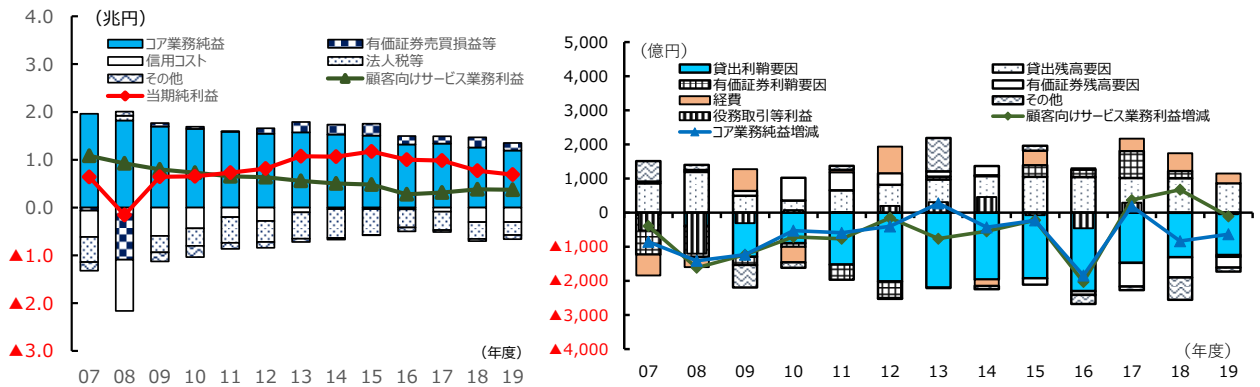 （兆円）
4.0
3.0
2.0
1.0
0.0
▲1.0
▲2.0
▲3.0
コア業務純益
有価証券売買損益等
信用コスト
法人税等
その他
顧客向けサービス業務利益
当期純利益
（年度）
07 08 09 10 11 12 13 14 15 16 17 18 19
（億円）
5,000
4,000
3,000
2,000
1,000
0
▲1,000
▲2,000
▲3,000
▲4,000
貸出利鞘要因
貸出残高要因
有価証券利鞘要因
有価証券残高要因
経費
その他
役務取引等利益
顧客向けサービス業務利益増減
コア業務純益増減
（年度）
07 08 09 10 11 12 13 14 15 16 17 18 19